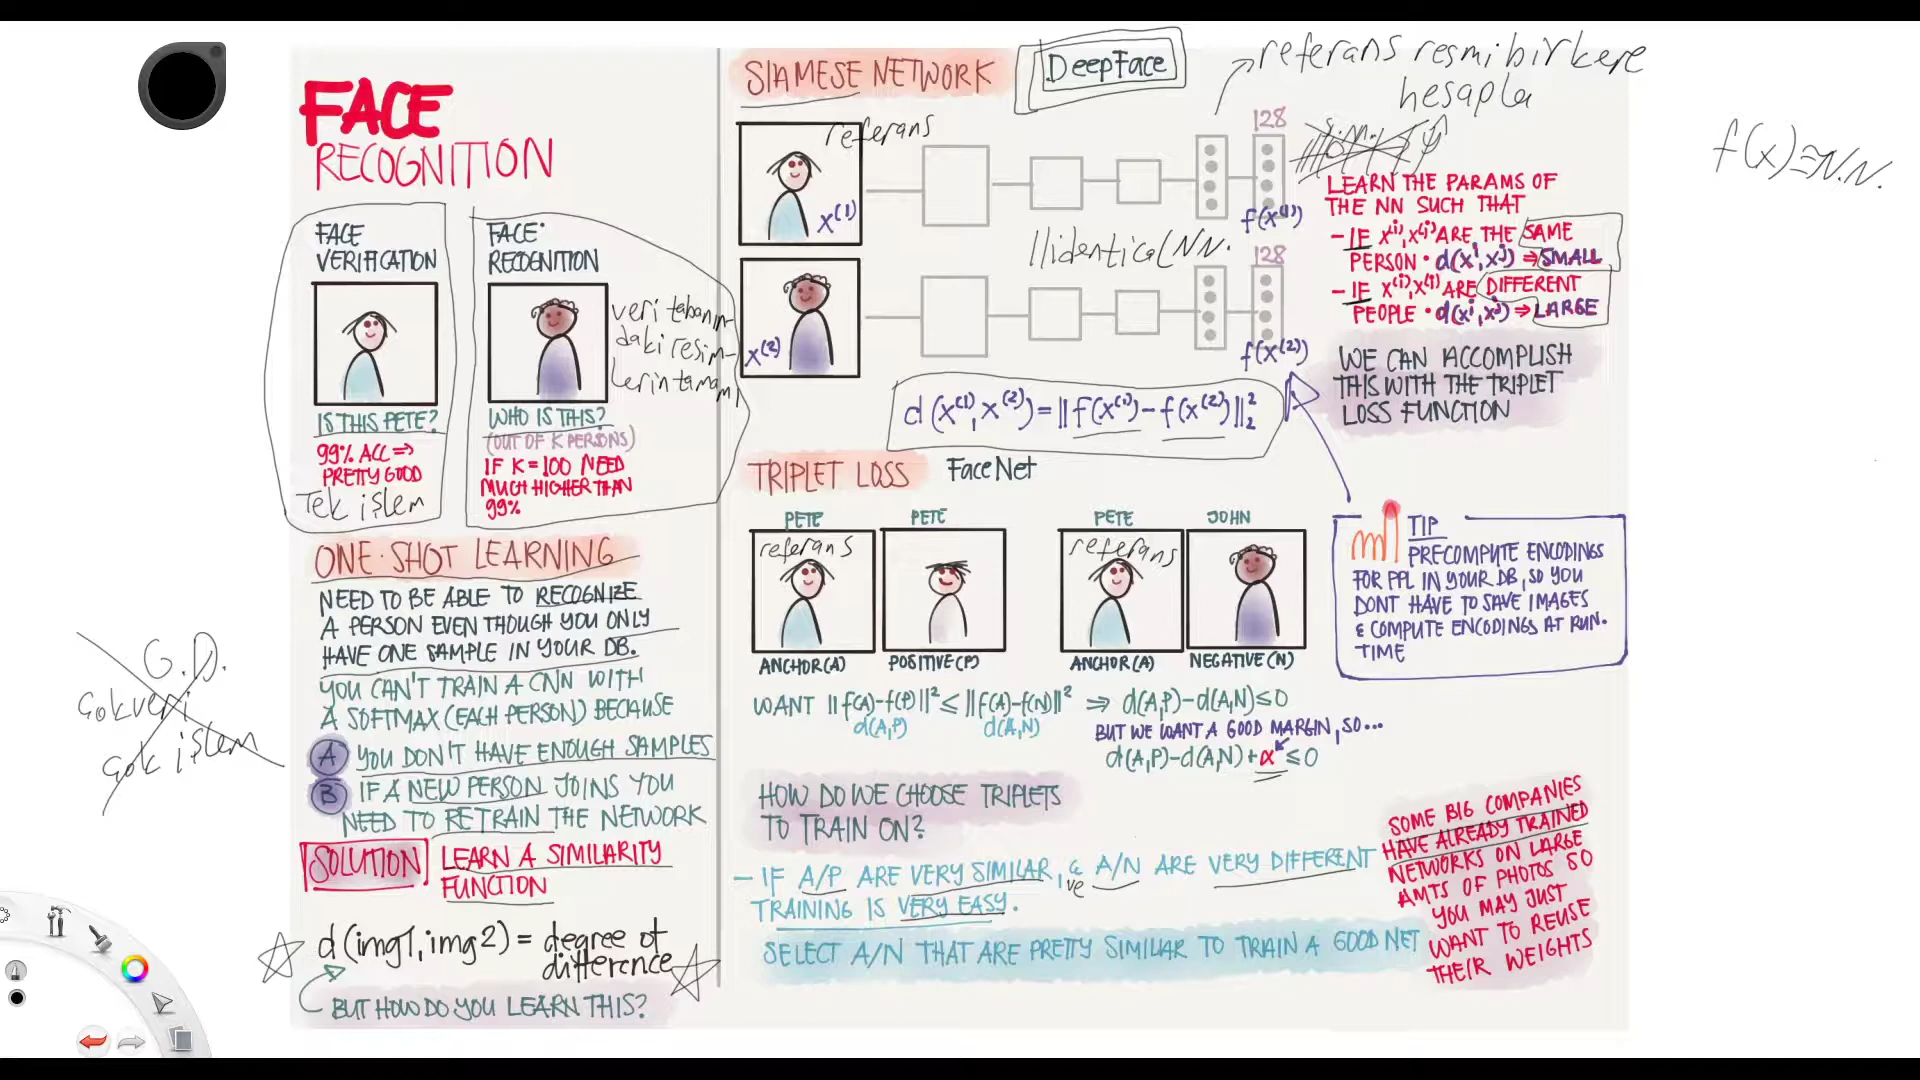 FACE
RECOGNITION
FACE
VERIFICATION
IS THIS PETE?
99% ACC ⇒
PRETTY GOOD
Tek işlem
FACE
RECOGNITION
veri tabanın-
daki resim-
lerin tamamı
WHO IS THIS?
(OUT OF K PERSONS)
IF K=100 NEED
MUCH HIGHER THAN
99%
ONE·SHOT LEARNING
NEED TO BE ABLE TO RECOGNIZE
A PERSON EVEN THOUGH YOU ONLY
HAVE ONE SAMPLE IN YOUR DB.
YOU CAN'T TRAIN A CNN WITH
A SOFTMAX (EACH PERSON) BECAUSE
A YOU DON'T HAVE ENOUGH SAMPLES
B IF A NEW PERSON JOINS YOU
NEED TO RETRAIN THE NETWORK
G.D.
Çok veri
Çok işlem
SOLUTION LEARN A SIMILARITY
FUNCTION
d(img1,img2) = degree of
difference
BUT HOW DO YOU LEARN THIS?
SIAMESE NETWORK
DeepFace
referans resmi bir kere
hesapla
f(x) ≡ N.N.
referans
x⁽¹⁾
128
f(x⁽¹⁾)
//identical NN.
x⁽²⁾
128
f(x⁽²⁾)
d(x⁽¹⁾,x⁽²⁾)=||f(x⁽¹⁾)-f(x⁽²⁾)||₂²
LEARN THE PARAMS OF
THE NN SUCH THAT
- IF x⁽ⁱ⁾,x⁽ʲ⁾ ARE THE SAME
PERSON · d(xⁱ,xʲ) ⇒ SMALL
- IF x⁽ⁱ⁾,x⁽ʲ⁾ ARE DIFFERENT
PEOPLE · d(xⁱ,xʲ) ⇒ LARGE
WE CAN ACCOMPLISH
THIS WITH THE TRIPLET
LOSS FUNCTION
TRIPLET LOSS FaceNet
PETE PETE PETE JOHN
referans referans
ANCHOR(A) POSITIVE(P) ANCHOR(A) NEGATIVE(N)
WANT ||f(A)-f(P)||² ≤ ||f(A)-f(N)||² ⇒ d(A,P)-d(A,N)≤0
d(A,P) d(A,N)
BUT WE WANT A GOOD MARGIN, SO...
d(A,P)-d(A,N)+α ≤0
TIP
PRECOMPUTE ENCODINGS
FOR PPL IN YOUR DB, SO YOU
DONT HAVE TO SAVE IMAGES
& COMPUTE ENCODINGS AT RUN-
TIME
HOW DO WE CHOOSE TRIPLETS
TO TRAIN ON?
- IF A/P ARE VERY SIMILAR, & A/N ARE VERY DIFFERENT
ve
TRAINING IS VERY EASY.
SELECT A/N THAT ARE PRETTY SIMILAR TO TRAIN A GOOD NET
SOME BIG COMPANIES
HAVE ALREADY TRAINED
NETWORKS ON LARGE
AMTS OF PHOTOS SO
YOU MAY JUST
WANT TO REUSE
THEIR WEIGHTS